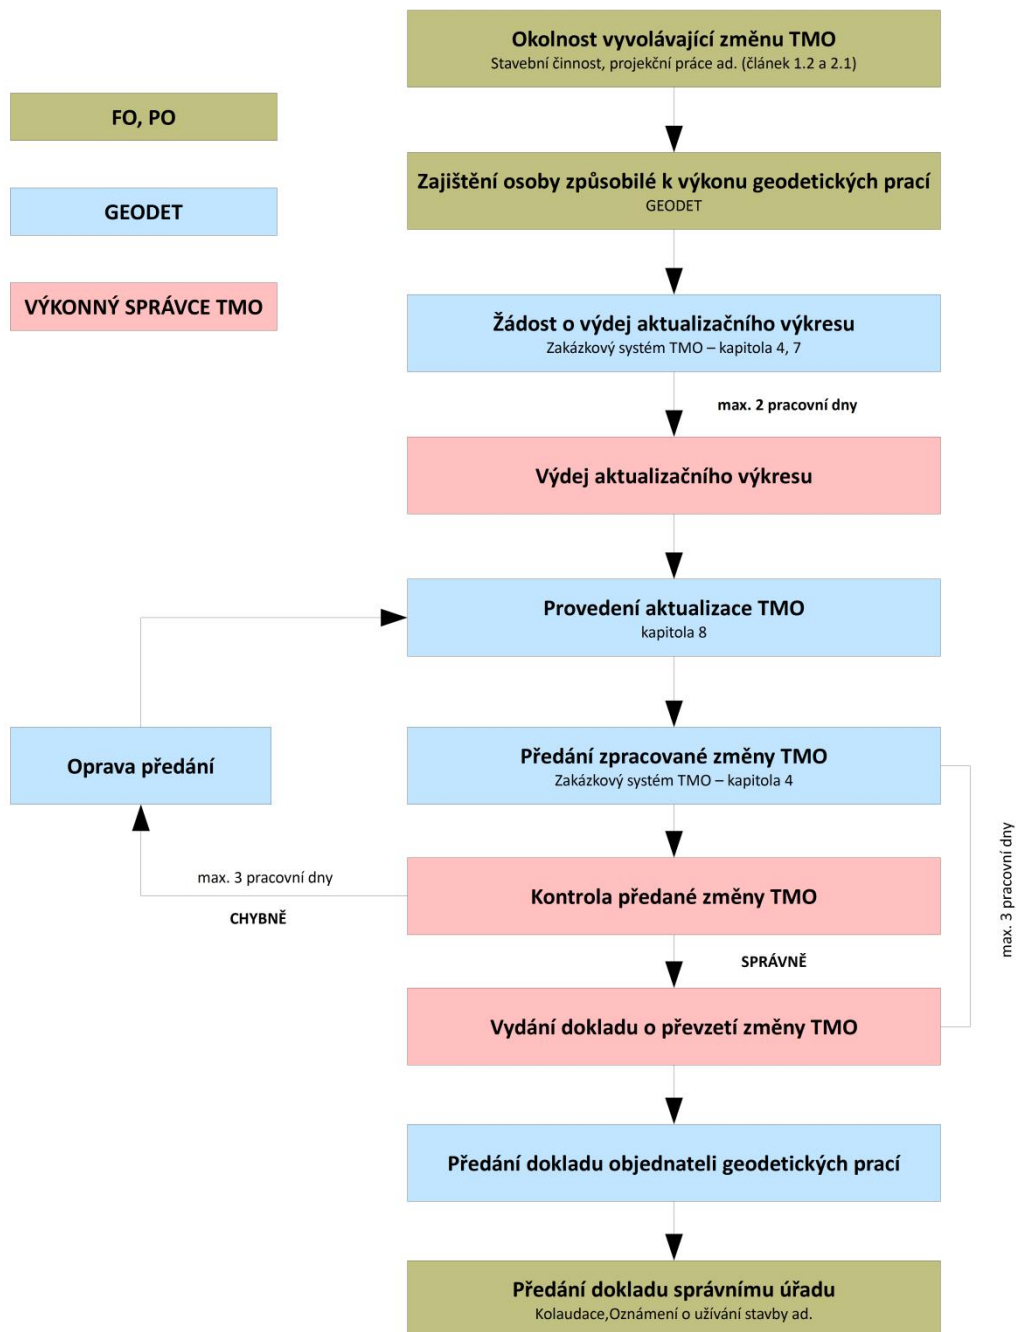 Okolnost vyvolávající změnu TMO
Stavební činnost, projekční práce ad. (článek 1.2 a 2.1)
FO, PO
GEODET
VÝKONNÝ SPRÁVCE TMO
Zajištění osoby způsobilé k výkonu geodetických prací
GEODET
Žádost o výdej aktualizačního výkresu
Zakázkový systém TMO – kapitola 4, 7
max. 2 pracovní dny
Výdej aktualizačního výkresu
Provedení aktualizace TMO
kapitola 8
Oprava předání
Předání zpracované změny TMO
Zakázkový systém TMO – kapitola 4
max. 3 pracovní dny
CHYBNĚ
Kontrola předané změny TMO
max. 3 pracovní dny
SPRÁVNĚ
Vydání dokladu o převzetí změny TMO
Předání dokladu objednateli geodetických prací
Předání dokladu správnímu úřadu
Kolaudace,Oznámení o užívání stavby ad.